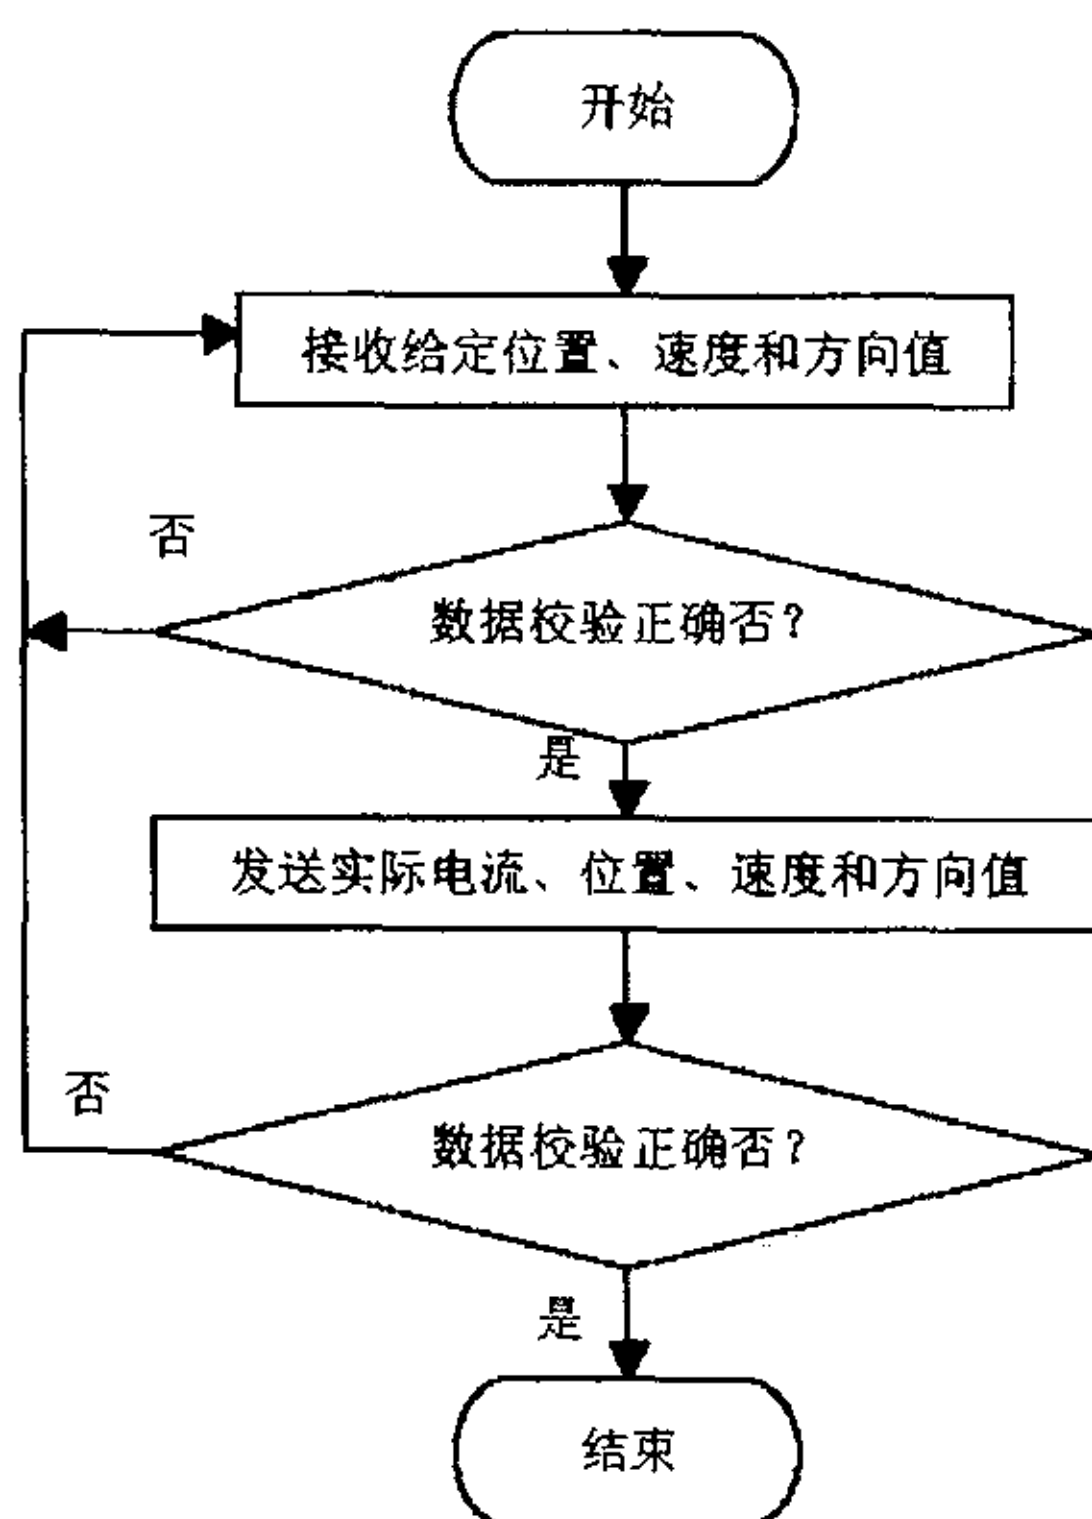 开始
接收给定位置、速度和方向值
否
数据校验正确否？
是
发送实际电流、位置、速度和方向值
否
数据校验正确否？
是
结束